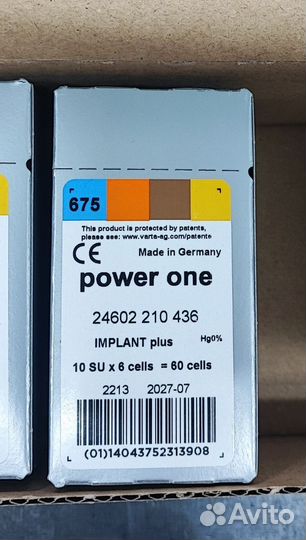 675
This product is protected by patents,
please see: www.varta-ag.com/patents
CE Made in Germany
power one
24602 210 436
IMPLANT plus Hg0%
10 SU x 6 cells = 60 cells
2213 2027-07
(01)14043752313908
Avito